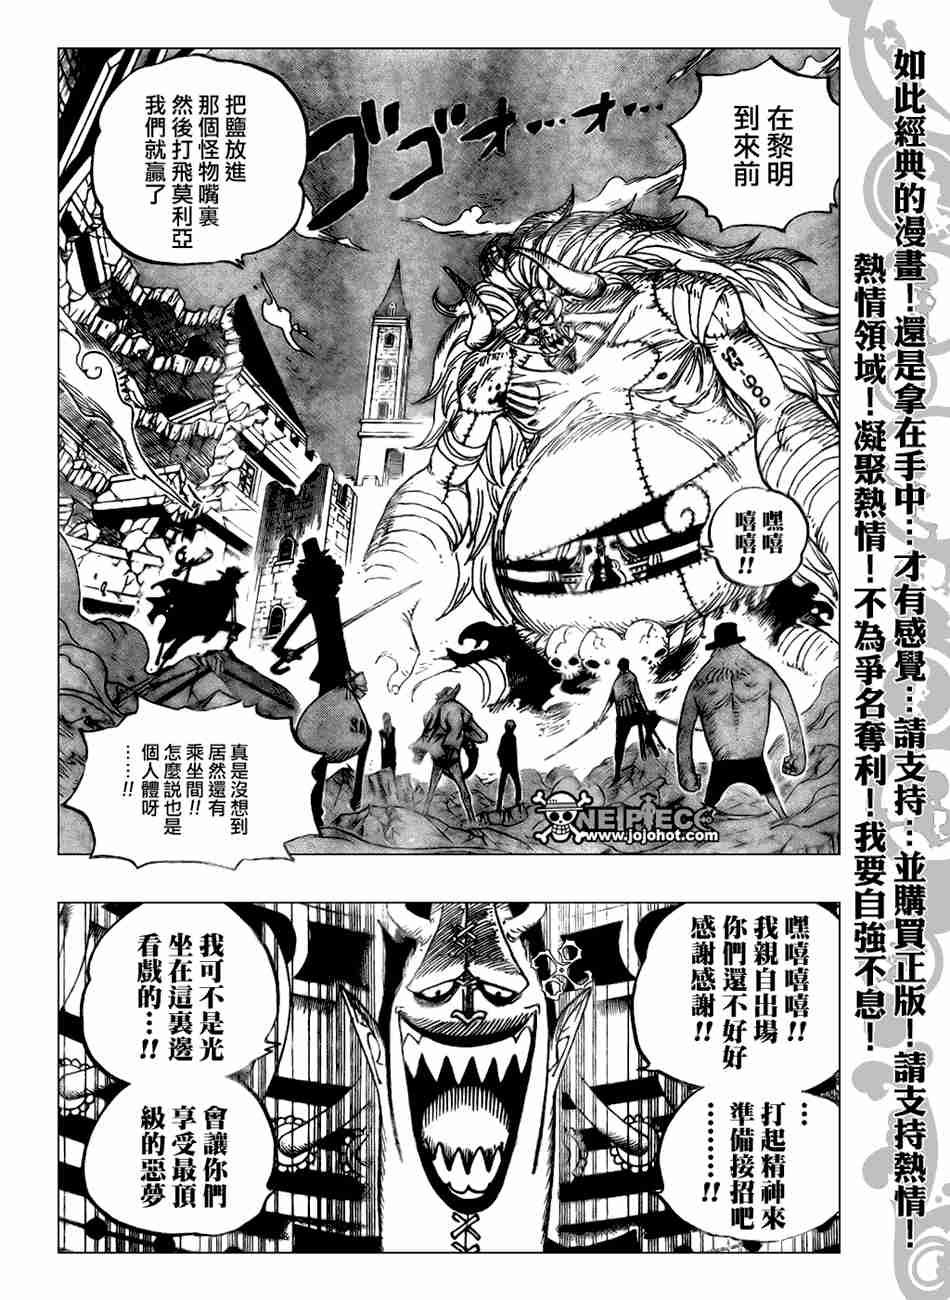 在黎明
到來前
ゴゴゴオ…オ…
把鹽放進
那個怪物嘴裏
然後打飛莫利亞
我們就贏了
SN-900
嘿嘻
嘻嘻!!
真是沒想到
居然還有
乘坐間!!
怎麼說也是
個人體呀
……!!
ONE PIECE
www.jojohot.com
嘿嘻嘻嘻!!
我親自出場
你們還不好好
感謝感謝!!
…
打起精神來
準備接招吧
………!!
我可不是光
坐在這裏邊
看戲的…!!
會讓你們
享受最頂
級的惡夢
如此經典的漫畫！還是拿在手中…才有感覺…請支持…並購買正版！請支持熱情！
熱情領域！凝聚熱情！不為爭名奪利！我要自強不息！